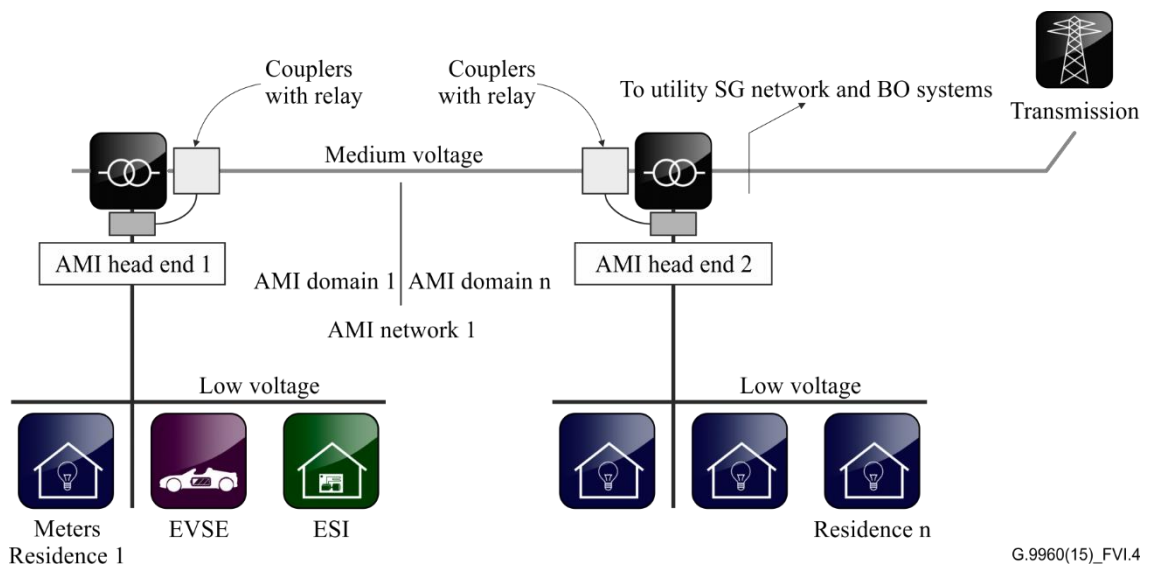 Couplers
with relay
Couplers
with relay
To utility SG network and BO systems
Transmission
Medium voltage
AMI head end 1
AMI domain 1
AMI domain n
AMI head end 2
AMI network 1
Low voltage
Low voltage
Meters
Residence 1
EVSE
ESI
Residence n
G.9960(15)_FVI.4